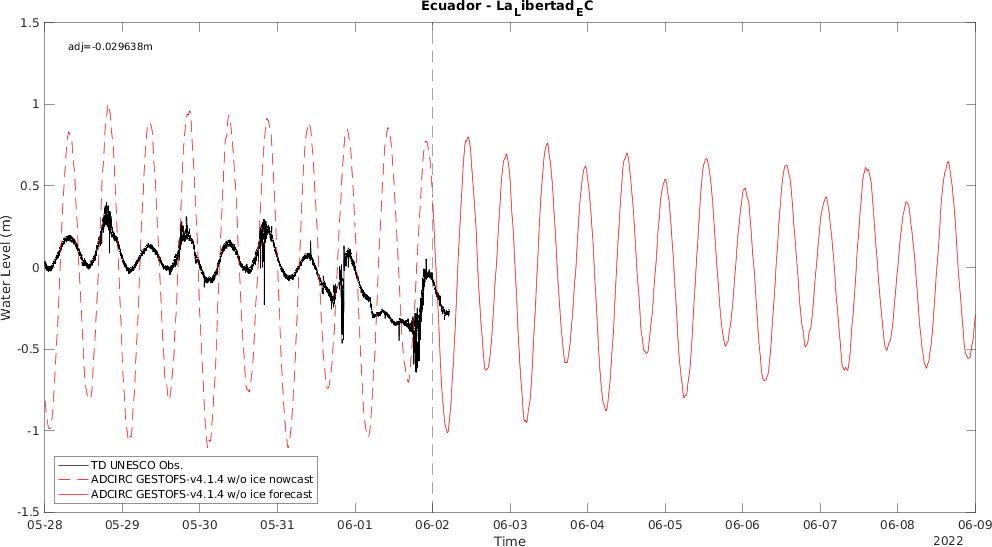 Ecuador - LaLibertadEC
adj=-0.029638m
1.5
1
0.5
0
-0.5
-1
-1.5
Water Level (m)
TD UNESCO Obs.
ADCIRC GESTOFS-v4.1.4 w/o ice nowcast
ADCIRC GESTOFS-v4.1.4 w/o ice forecast
05-28 05-29 05-30 05-31 06-01 06-02 06-03 06-04 06-05 06-06 06-07 06-08 06-09
Time
2022